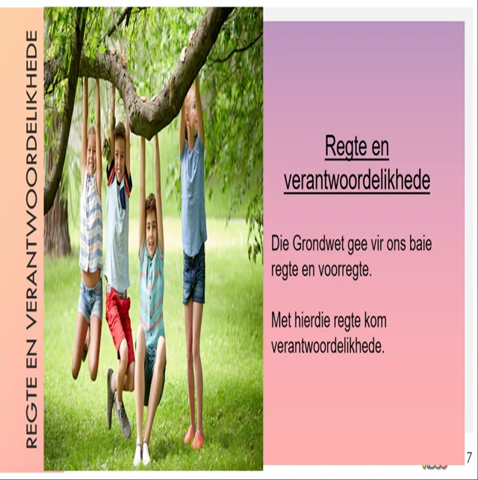 REGTE EN VERANTWOORDELIKHEDE
Regte en
verantwoordelikhede
Die Grondwet gee vir ons baie
regte en voorregte.
Met hierdie regte kom
verantwoordelikhede.
7